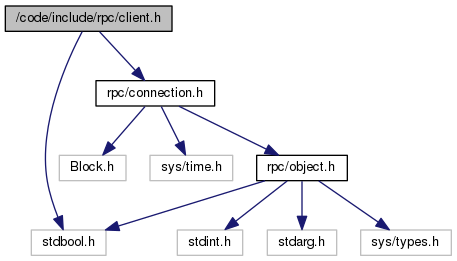 /code/include/rpc/client.h
rpc/connection.h
Block.h
sys/time.h
rpc/object.h
stdbool.h
stdint.h
stdarg.h
sys/types.h